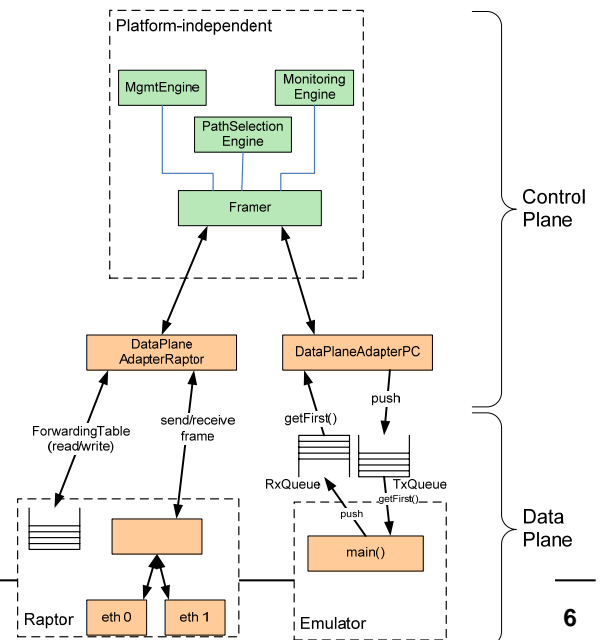 Platform-independent
MgmtEngine
Monitoring
Engine
PathSelection
Engine
Framer
Control
Plane
DataPlane
AdapterRaptor
DataPlaneAdapterPC
ForwardingTable
(read/write)
send/receive
frame
getFirst()
push
RxQueue
TxQueue
getFirst()
push
main()
Data
Plane
Raptor
eth 0
eth 1
Emulator
6